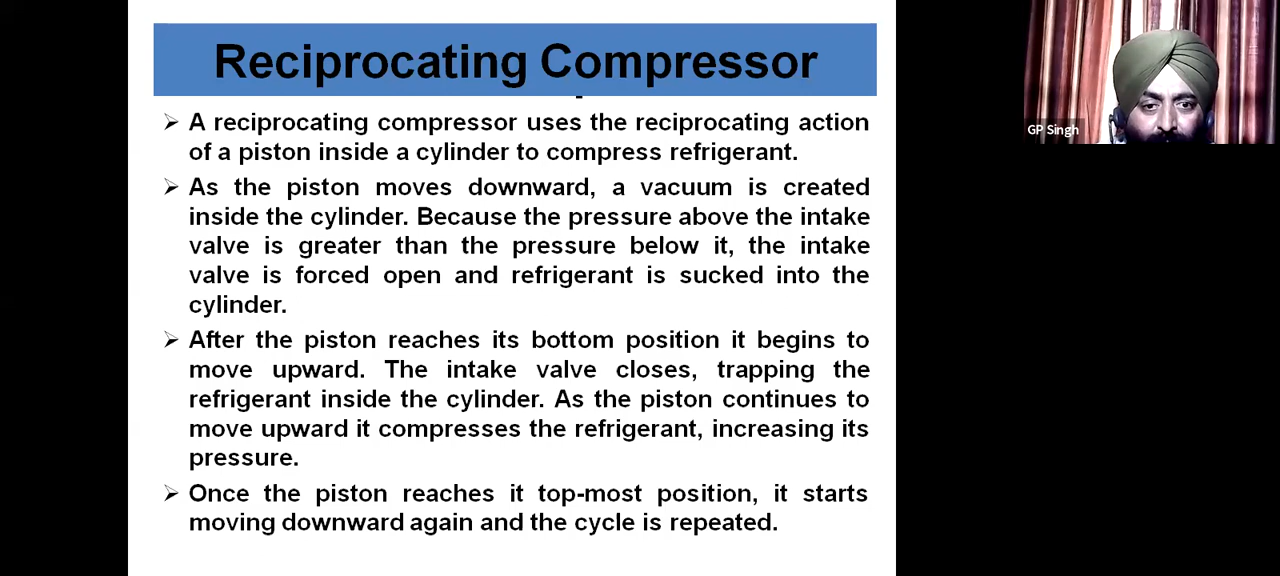 Reciprocating Compressor
➢ A reciprocating compressor uses the reciprocating action
of a piston inside a cylinder to compress refrigerant.
➢ As the piston moves downward, a vacuum is created
inside the cylinder. Because the pressure above the intake
valve is greater than the pressure below it, the intake
valve is forced open and refrigerant is sucked into the
cylinder.
➢ After the piston reaches its bottom position it begins to
move upward. The intake valve closes, trapping the
refrigerant inside the cylinder. As the piston continues to
move upward it compresses the refrigerant, increasing its
pressure.
➢ Once the piston reaches it top-most position, it starts
moving downward again and the cycle is repeated.
GP Singh